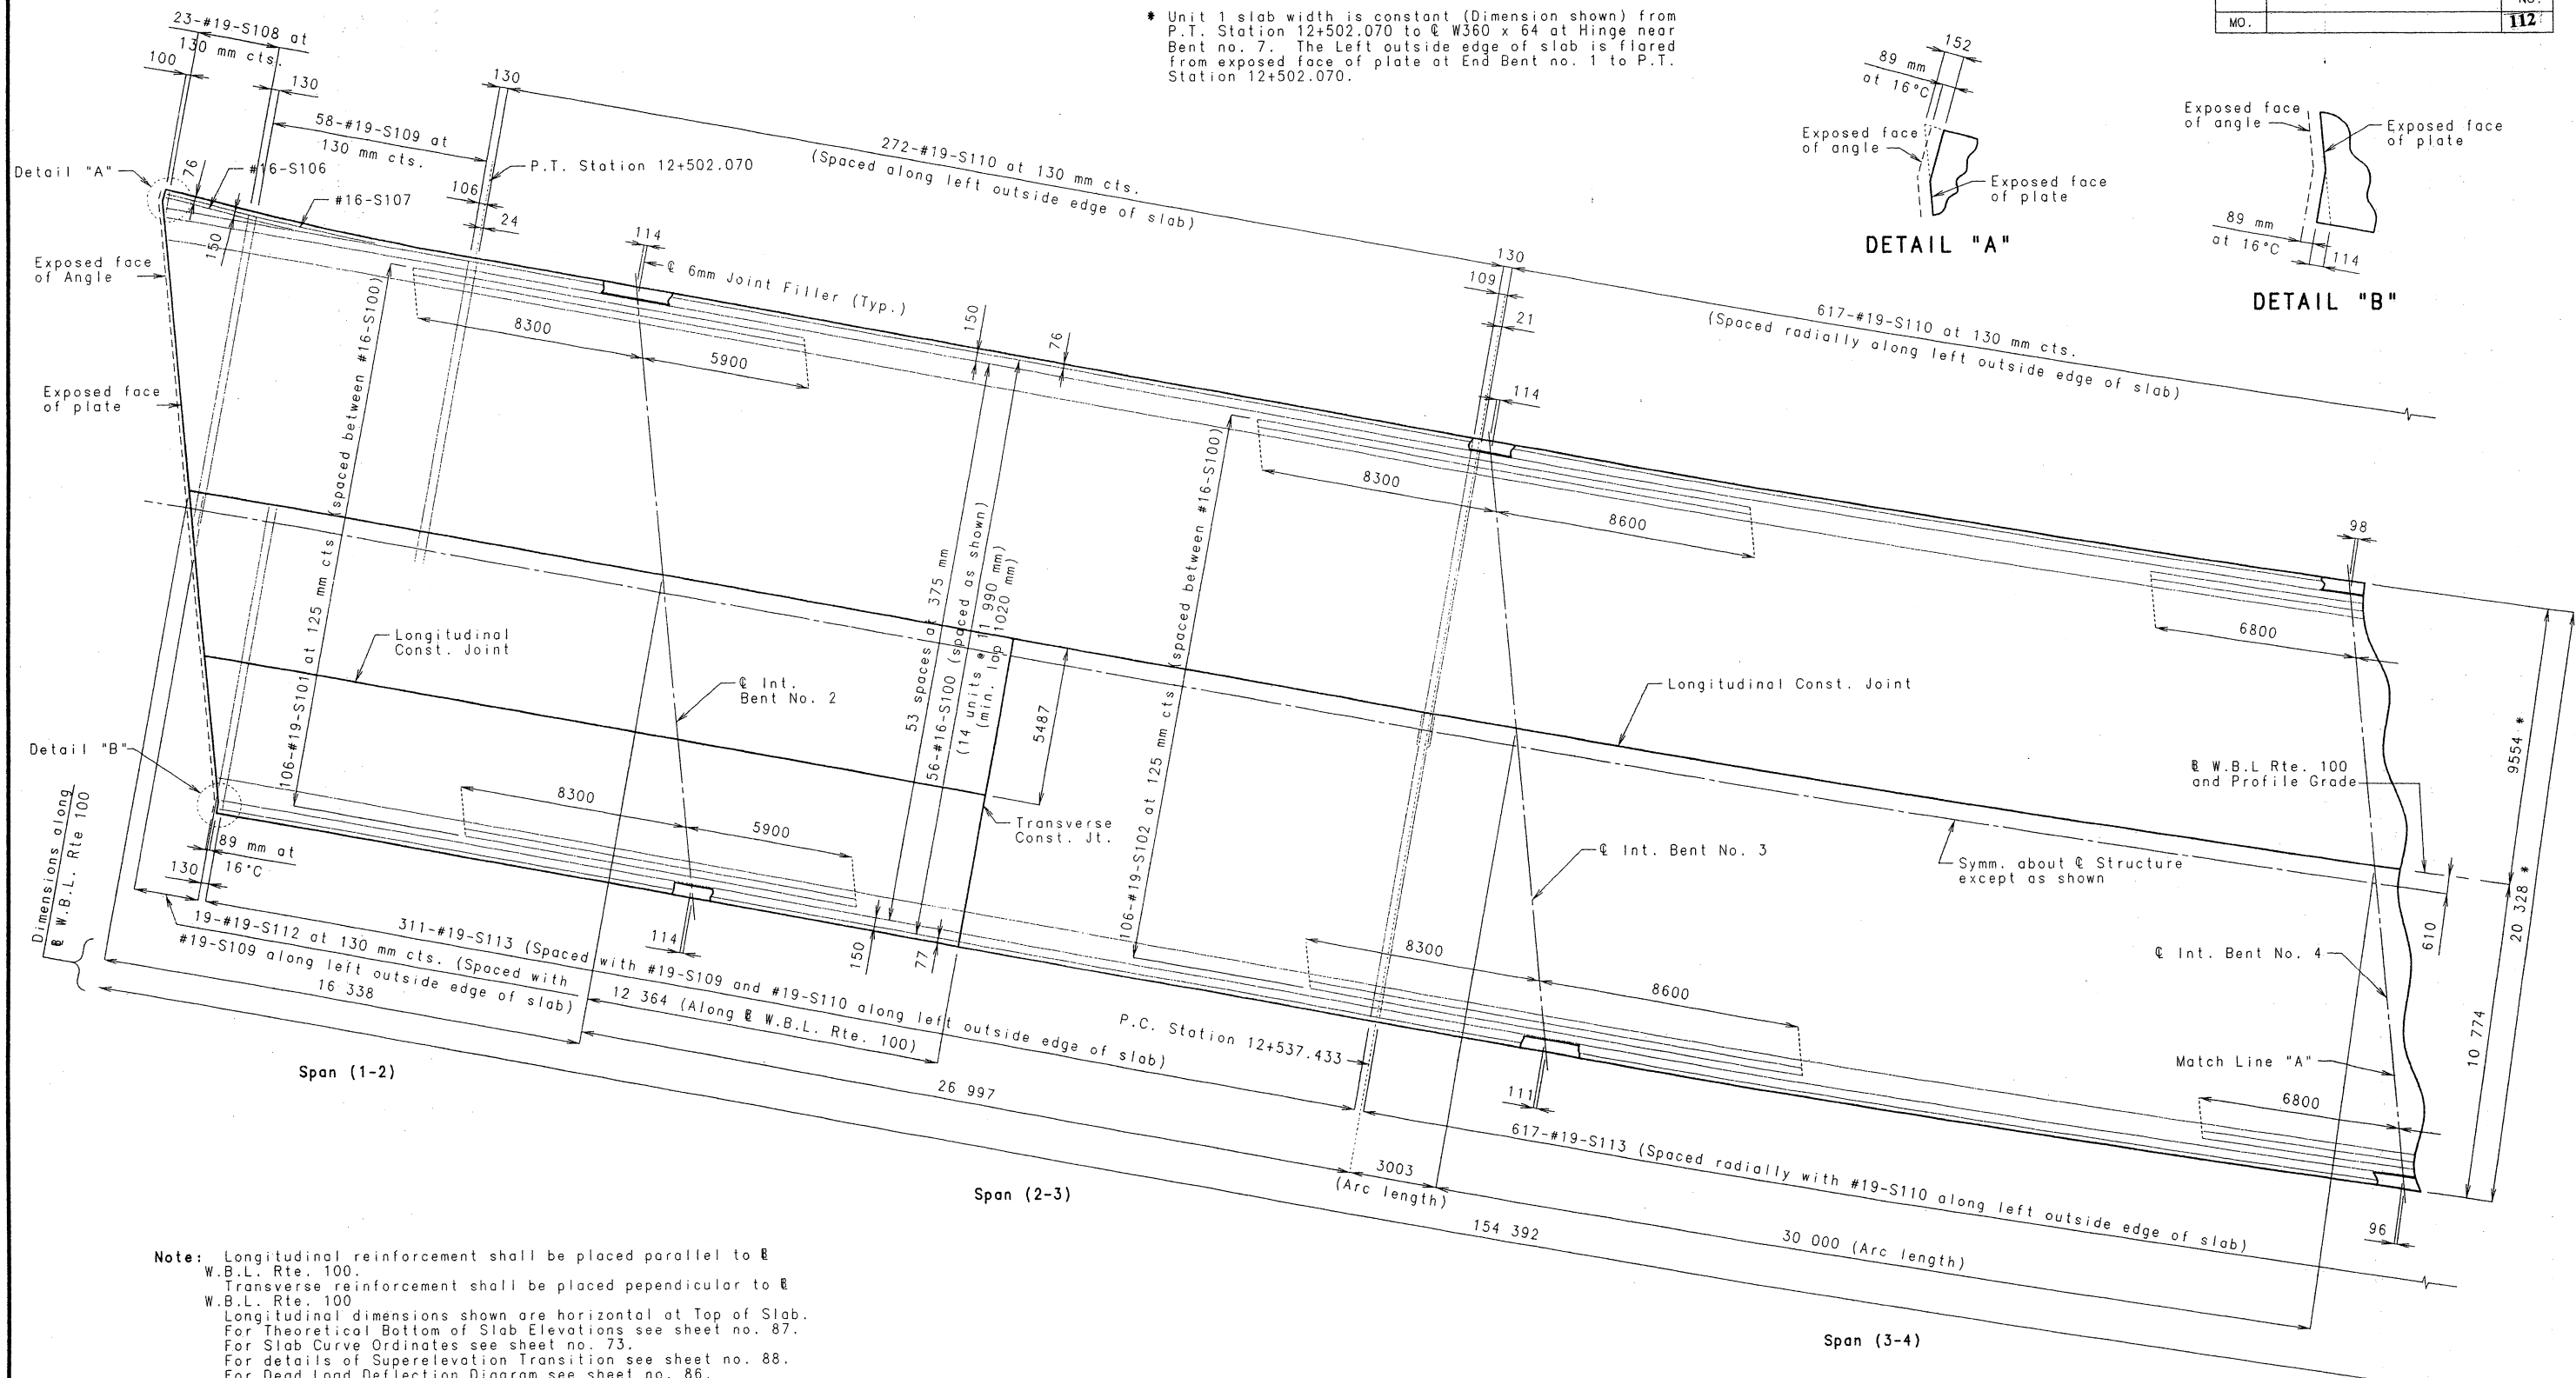 23-#19-S108 at
130 mm cts.
100
130
58-#19-S109 at
130 mm cts.
130
Detail "A"
76
#16-S106
#16-S107
106
24
P.T. Station 12+502.070
150
Exposed face
of Angle
Exposed face
of plate
* Unit 1 slab width is constant (Dimension shown) from
P.T. Station 12+502.070 to ℄ W360 x 64 at Hinge near
Bent no. 7.  The Left outside edge of slab is flared
from exposed face of plate at End Bent no. 1 to P.T.
Station 12+502.070.
272-#19-S110 at 130 mm cts.
(Spaced along left outside edge of slab)
NO.
MO.
112
152
89 mm
at 16°C
Exposed face
of angle
Exposed face
of plate
DETAIL "A"
Exposed face
of angle
Exposed face
of plate
89 mm
at 16°C
114
DETAIL "B"
114
℄ 6mm Joint Filler (Typ.)
8300
5900
150
76
130
109
21
114
617-#19-S110 at 130 mm cts.
(Spaced radially along left outside edge of slab)
106-#19-S101 at 125 mm cts. (spaced between #16-S100)
53 spaces at 375 mm
56-#16-S100 (spaced as shown)
(14 units * 11 990 mm)
(min. lap 1020 mm)
106-#19-S102 at 125 mm cts. (spaced between #16-S100)
8300
8600
98
6800
Longitudinal
Const. Joint
℄ Int.
Bent No. 2
5487
Longitudinal Const. Joint
Detail "B"
Dimensions along
℄ W.B.L. Rte 100
8300
5900
Transverse
Const. Jt.
℄ Int. Bent No. 3
Symm. about ℄ Structure
except as shown
W.B.L Rte. 100
and Profile Grade
9554 *
20 328 *
610
10 774
℄ Int. Bent No. 4
Match Line "A"
89 mm at
16°C
130
19-#19-S112 at 130 mm cts. (Spaced with
#19-S109 along left outside edge of slab)
311-#19-S113 (Spaced with #19-S109 and #19-S110 along left outside edge of slab)
114
150
77
16 338
12 364 (Along ℄ W.B.L. Rte. 100)
8300
8600
P.C. Station 12+537.433
111
6800
617-#19-S113 (Spaced radially with #19-S110 along left outside edge of slab)
96
Span (1-2)
26 997
Span (2-3)
3003
(Arc length)
154 392
30 000 (Arc length)
Span (3-4)
Note: Longitudinal reinforcement shall be placed parallel to ℄
W.B.L. Rte. 100.
Transverse reinforcement shall be placed pependicular to ℄
W.B.L. Rte. 100
Longitudinal dimensions shown are horizontal at Top of Slab.
For Theoretical Bottom of Slab Elevations see sheet no. 87.
For Slab Curve Ordinates see sheet no. 73.
For details of Superelevation Transition see sheet no. 88.
For Dead Load Deflection Diagram see sheet no. 86.